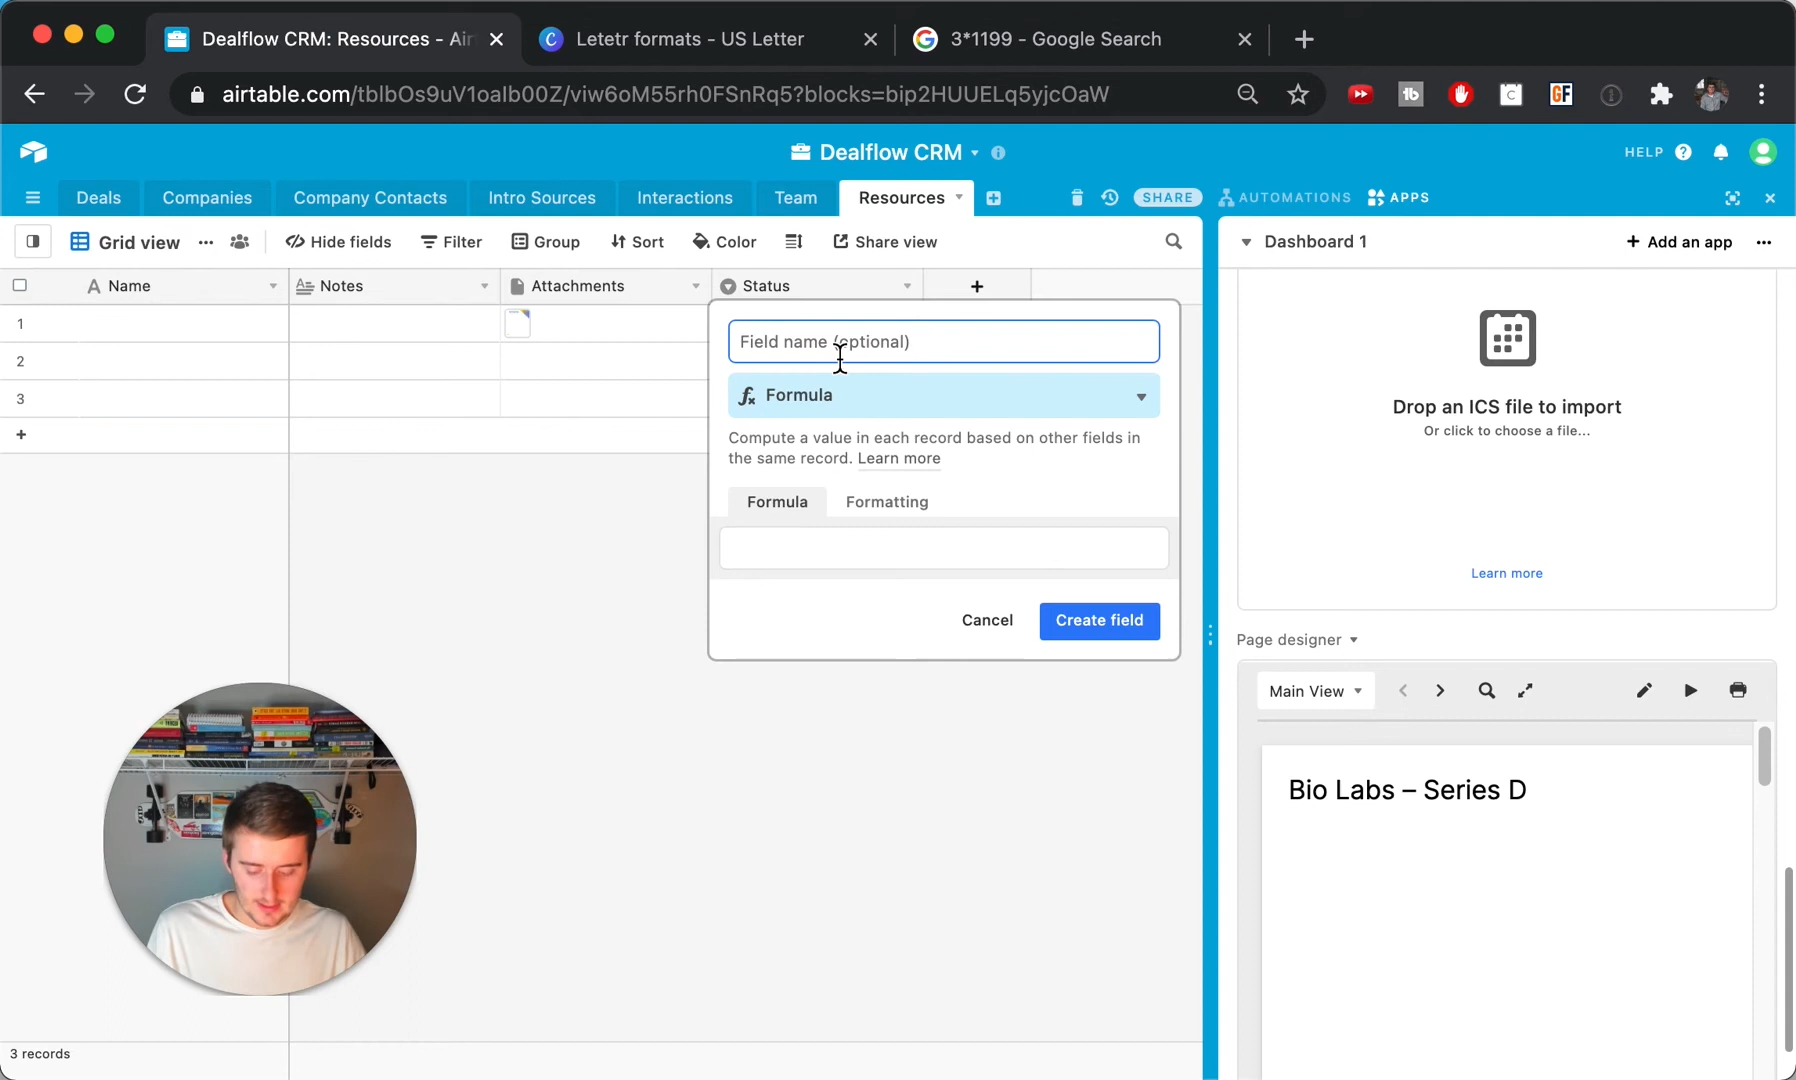 Dealflow CRM: Resources - Air
Letetr formats - US Letter
3*1199 - Google Search
airtable.com/tblbOs9uV1oalb00Z/viw6oM55rh0FSnRq5?blocks=bip2HUUELq5yjcOaW
Dealflow CRM
HELP
Deals
Companies
Company Contacts
Intro Sources
Interactions
Team
Resources
SHARE
AUTOMATIONS
APPS
Grid view
Hide fields
Filter
Group
Sort
Color
Share view
Dashboard 1
Add an app
Name
Notes
Attachments
Status
1
2
3
Field name (optional)
Formula
Compute a value in each record based on other fields in
the same record. Learn more
Formula
Formatting
Cancel
Create field
Drop an ICS file to import
Or click to choose a file...
Learn more
Page designer
Main View
Bio Labs – Series D
3 records